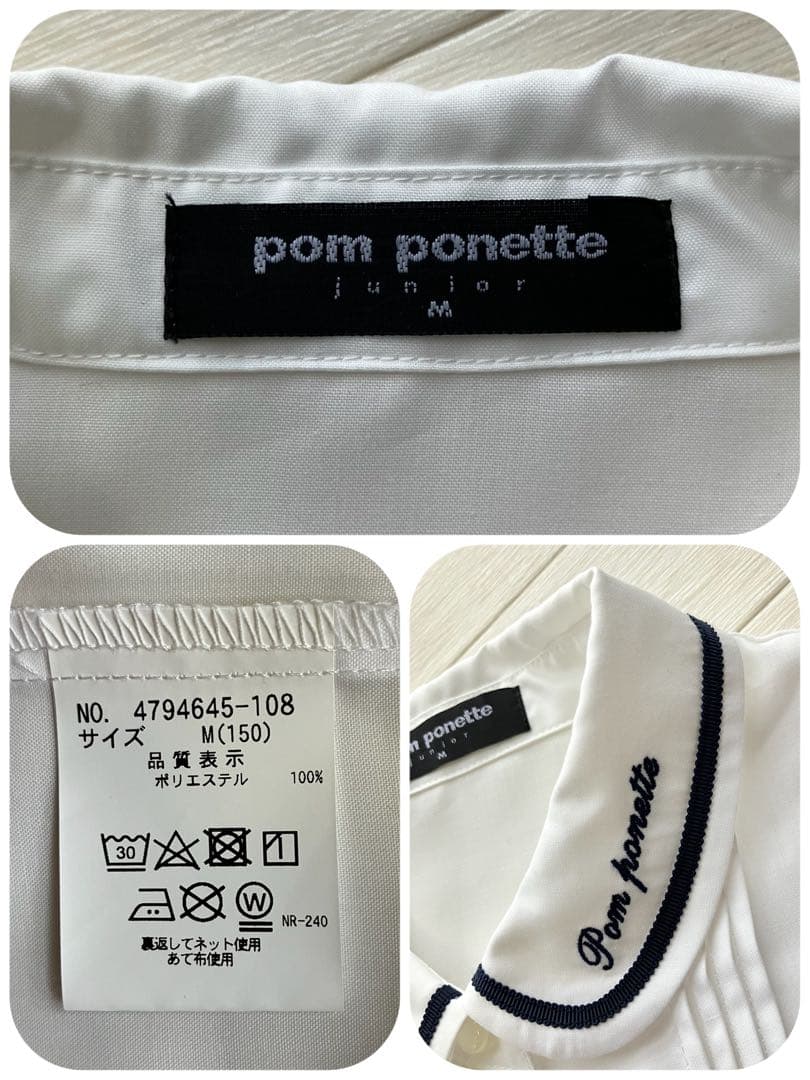 pom ponette
junior
M
NO. 4794645-108
サイズ M(150)
品質表示
ポリエステル 100%
30
W
NR-240
裏返してネット使用
あて布使用
m ponette
junior
M
Pom ponette